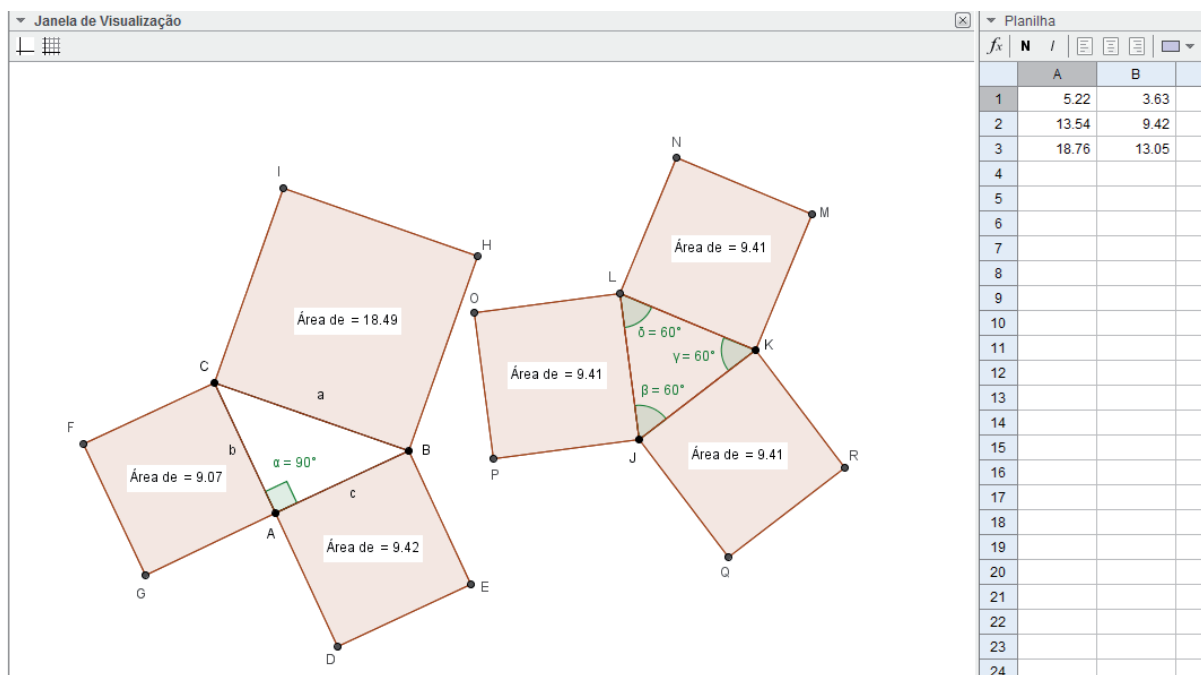 Janela de Visualização
Planilha
fx N I
A B
1 5.22 3.63
2 13.54 9.42
3 18.76 13.05
4
5
6
7
8
9
10
11
12
13
14
15
16
17
18
19
20
21
22
23
24
N
I
M
Área de = 9.41
H
L
O
δ = 60°
Área de = 18.49
K
γ = 60°
C
Área de = 9.41
β = 60°
a
F
b
B
J
Área de = 9.41
R
α = 90°
P
Área de = 9.07
c
A
Área de = 9.42
Q
E
G
D